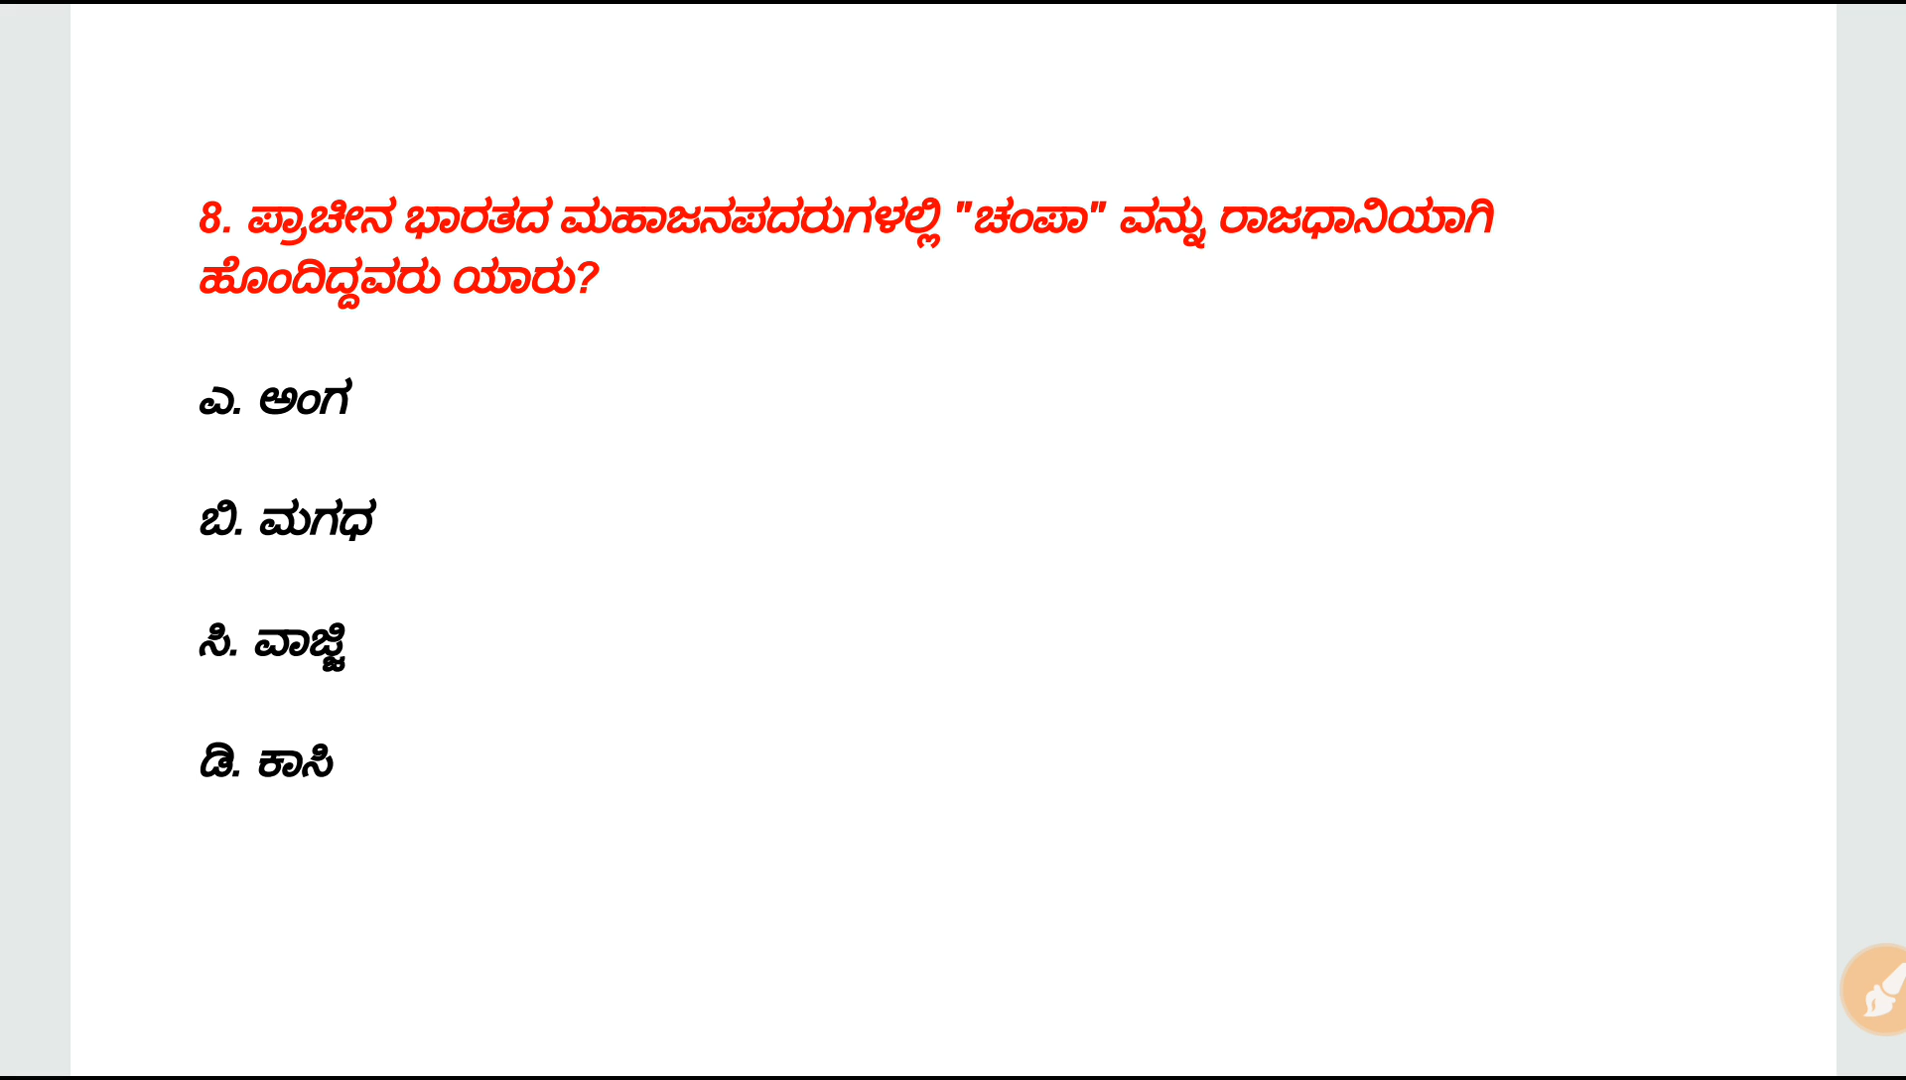 8. ಪ್ರಾಚೀನ ಭಾರತದ ಮಹಾಜನಪದರುಗಳಲ್ಲಿ "ಚಂಪಾ" ವನ್ನು ರಾಜಧಾನಿಯಾಗಿ
ಹೊಂದಿದ್ದವರು ಯಾರು?
ಎ. ಅಂಗ
ಬಿ. ಮಗಧ
ಸಿ. ವಾಜ್ಜಿ
ಡಿ. ಕಾಸಿ